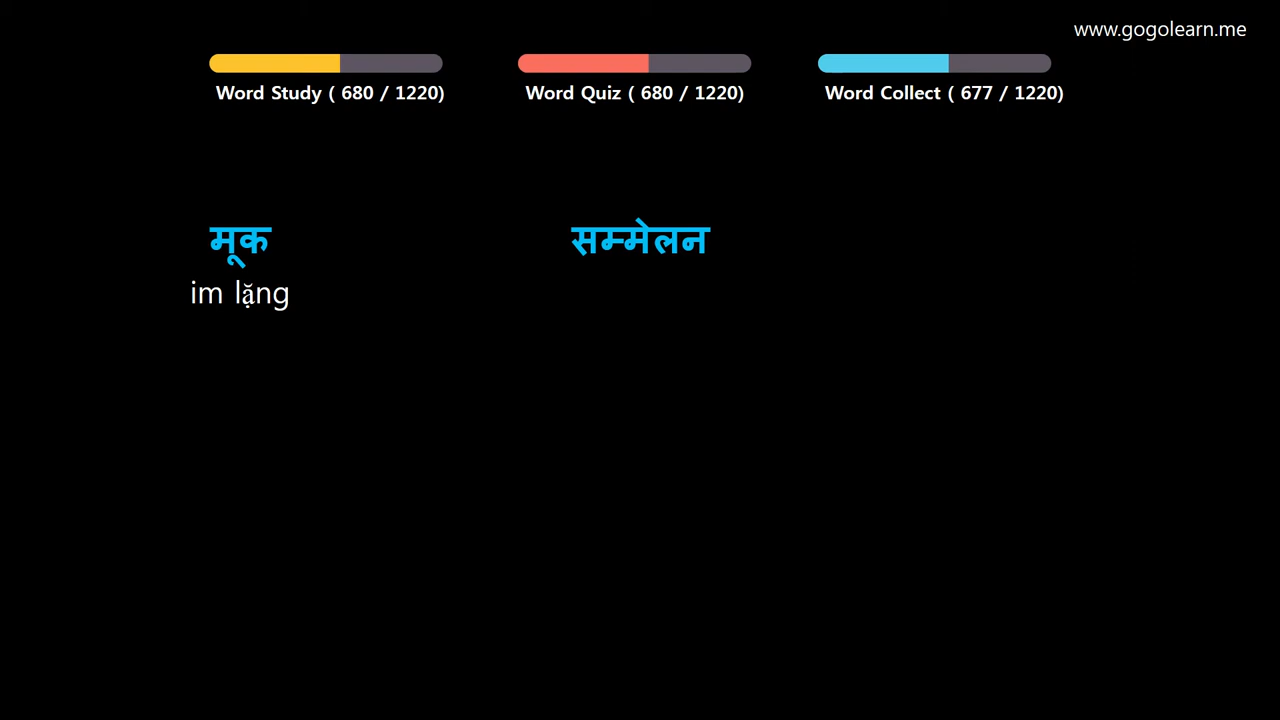 www.gogolearn.me
Word Study ( 680 / 1220)
Word Quiz ( 680 / 1220)
Word Collect ( 677 / 1220)
मूक
im lặng
सम्मेलन